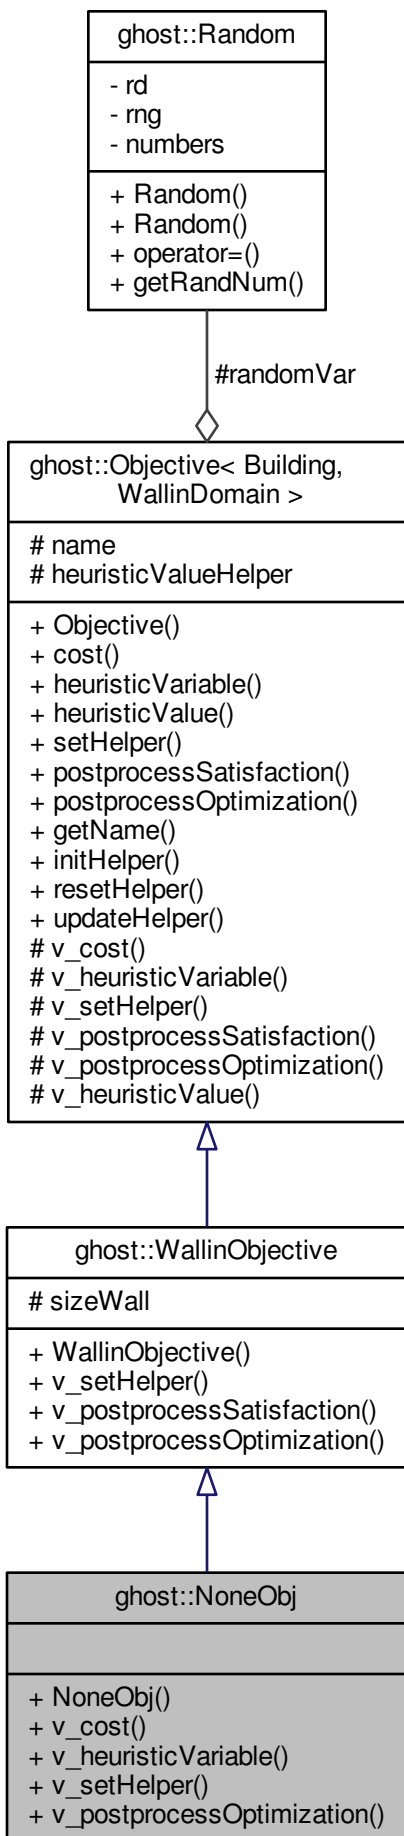 ghost::Random
- rd
- rng
- numbers
+ Random()
+ Random()
+ operator=()
+ getRandNum()
#randomVar
ghost::Objective< Building,
WallinDomain >
# name
# heuristicValueHelper
+ Objective()
+ cost()
+ heuristicVariable()
+ heuristicValue()
+ setHelper()
+ postprocessSatisfaction()
+ postprocessOptimization()
+ getName()
+ initHelper()
+ resetHelper()
+ updateHelper()
# v_cost()
# v_heuristicVariable()
# v_setHelper()
# v_postprocessSatisfaction()
# v_postprocessOptimization()
# v_heuristicValue()
ghost::WallinObjective
# sizeWall
+ WallinObjective()
+ v_setHelper()
+ v_postprocessSatisfaction()
+ v_postprocessOptimization()
ghost::NoneObj
+ NoneObj()
+ v_cost()
+ v_heuristicVariable()
+ v_setHelper()
+ v_postprocessOptimization()